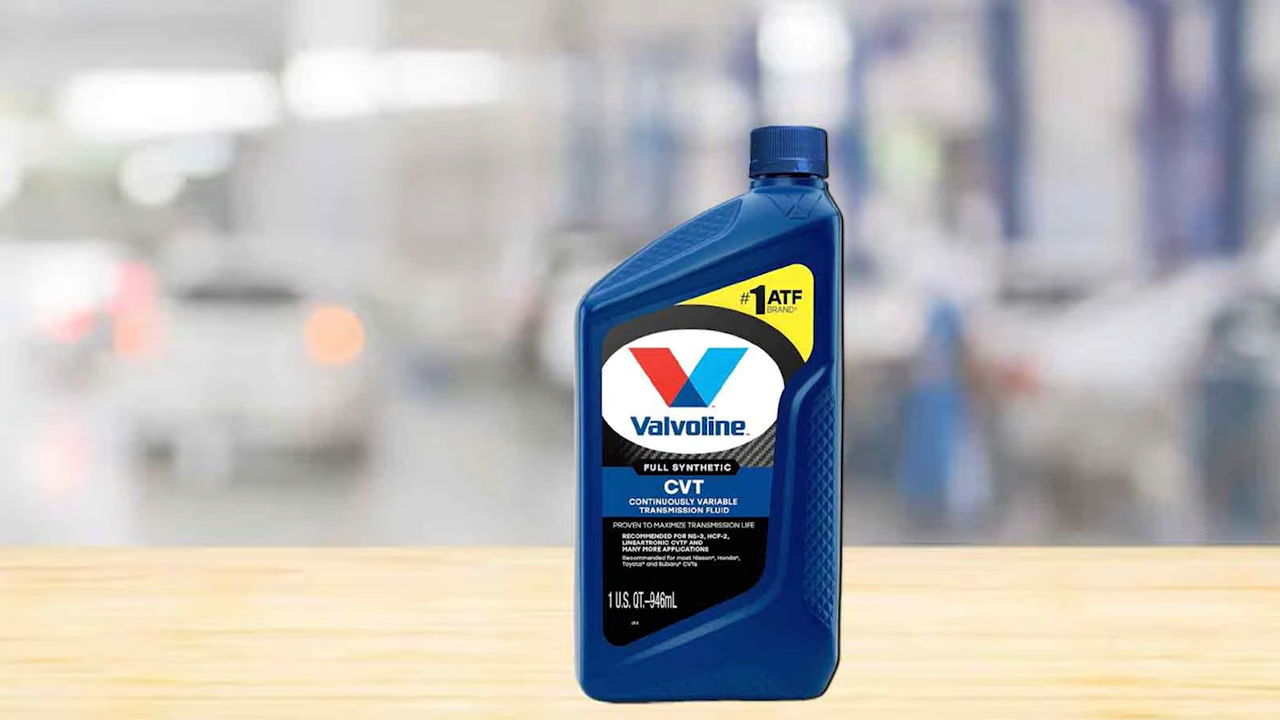 #1 ATF
BRAND*
Valvoline™
FULL SYNTHETIC
CVT
CONTINUOUSLY VARIABLE
TRANSMISSION FLUID
PROVEN TO MAXIMIZE TRANSMISSION LIFE
RECOMMENDED FOR NS-3, HCF-2,
LINEARTRONIC CVTF AND
MANY MORE APPLICATIONS
Recommended for most Nissan*, Honda*,
Toyota* and Subaru* CVTs
1 U.S. QT.–946mL